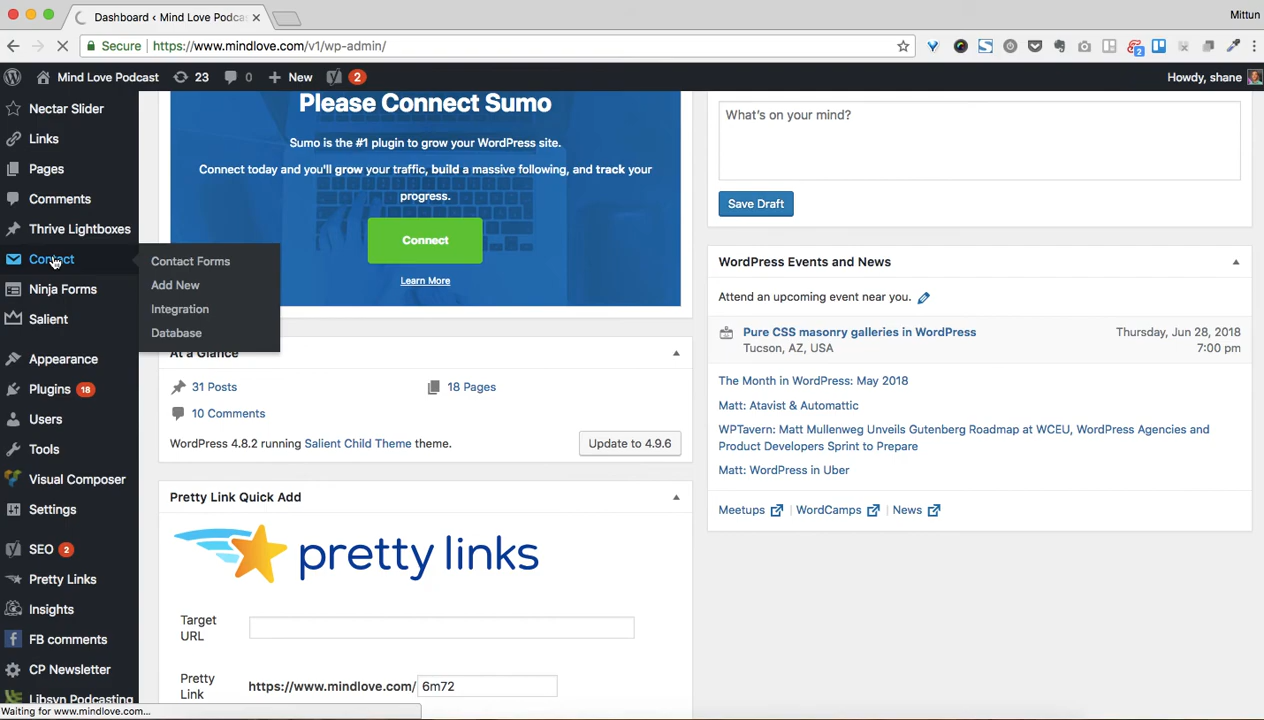 Dashboard ‹ Mind Love Podca
Mittun
Secure | https://www.mindlove.com/v1/wp-admin/
2
Mind Love Podcast 23 0 New 2
Howdy, shane
Nectar Slider
Links
Pages
Comments
Thrive Lightboxes
Contact
Ninja Forms
Salient
Appearance
Plugins 18
Users
Tools
Visual Composer
Settings
SEO 2
Pretty Links
Insights
FB comments
CP Newsletter
Libsyn Podcasting
Waiting for www.mindlove.com...
Contact Forms
Add New
Integration
Database
Please Connect Sumo
Sumo is the #1 plugin to grow your WordPress site.
Connect today and you'll grow your traffic, build a massive following, and track your
progress.
Connect
Learn More
At a Glance
31 Posts
18 Pages
10 Comments
WordPress 4.8.2 running Salient Child Theme theme.
Update to 4.9.6
Pretty Link Quick Add
pretty links
Target
URL
Pretty
Link
https://www.mindlove.com/ 6m72
What's on your mind?
Save Draft
WordPress Events and News
Attend an upcoming event near you.
Pure CSS masonry galleries in WordPress
Tucson, AZ, USA
Thursday, Jun 28, 2018
7:00 pm
The Month in WordPress: May 2018
Matt: Atavist & Automattic
WPTavern: Matt Mullenweg Unveils Gutenberg Roadmap at WCEU, WordPress Agencies and
Product Developers Sprint to Prepare
Matt: WordPress in Uber
Meetups | WordCamps | News